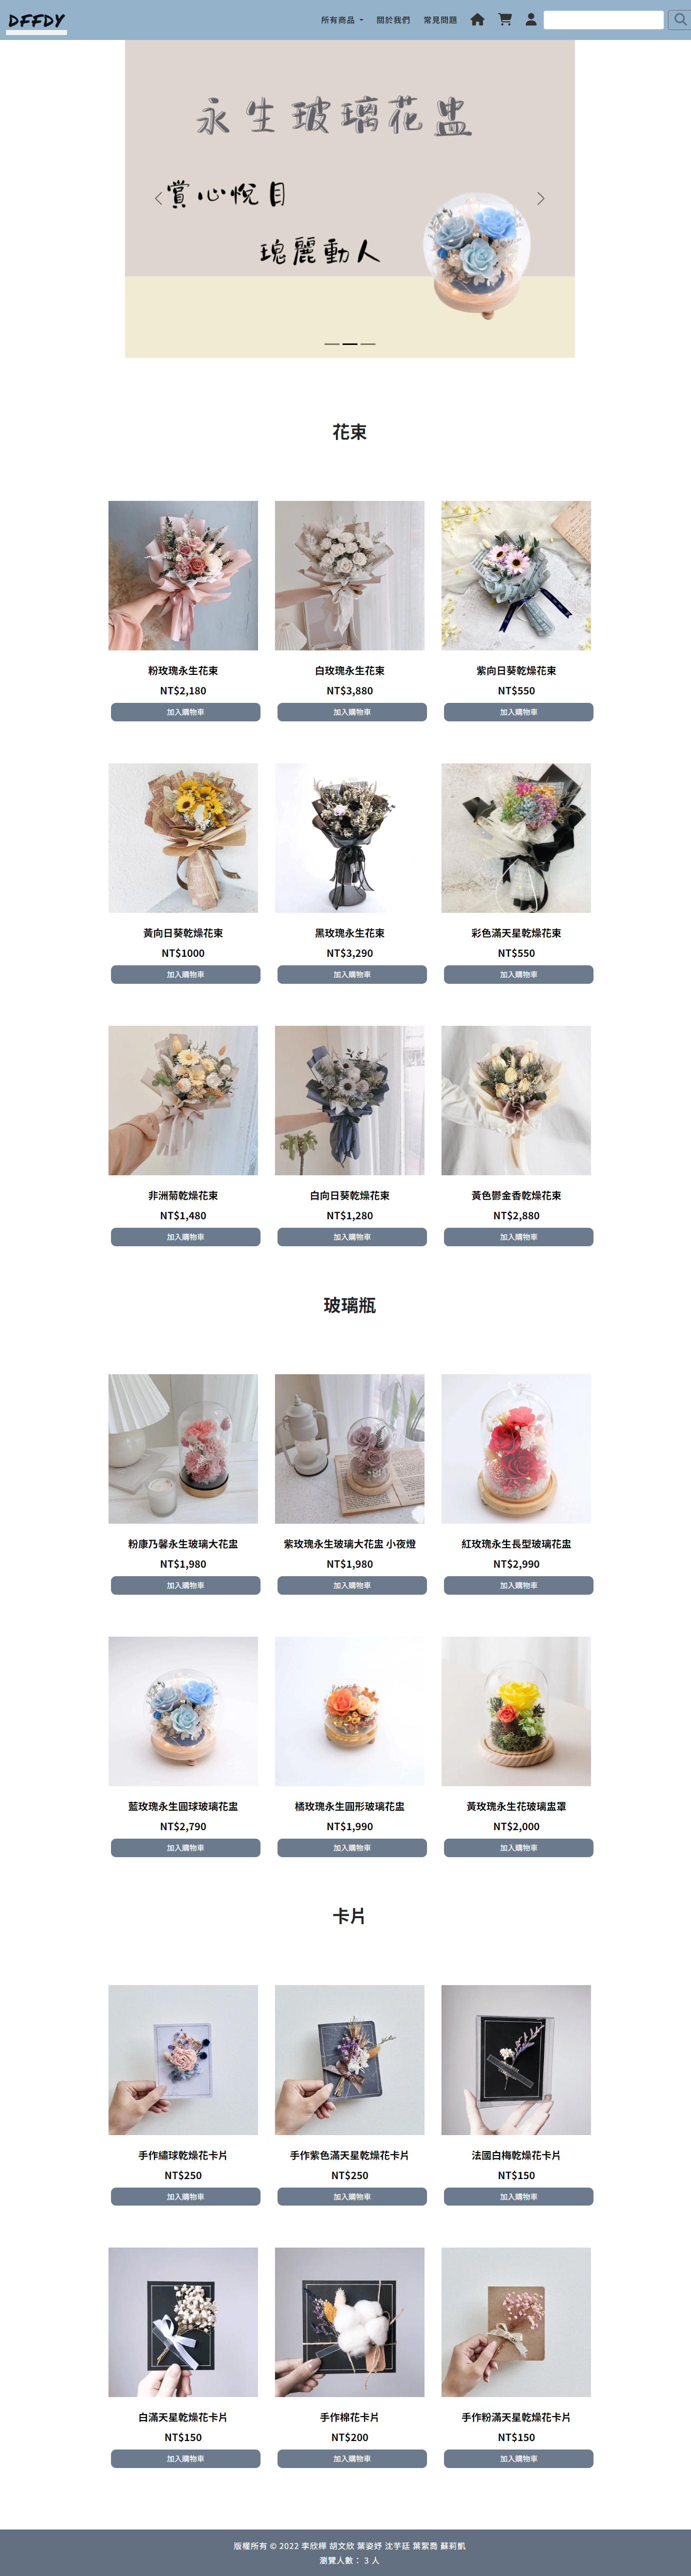 DFFDY
所有商品 關於我們 常見問題
永生玻璃花盅
賞心悅目
瑰麗動人
花束
粉玫瑰永生花束 白玫瑰永生花束 紫向日葵乾燥花束
NT$2,180 NT$3,880 NT$550
加入購物車 加入購物車 加入購物車
黃向日葵乾燥花束 黑玫瑰永生花束 彩色滿天星乾燥花束
NT$1000 NT$3,290 NT$550
加入購物車 加入購物車 加入購物車
非洲菊乾燥花束 白向日葵乾燥花束 黃色鬱金香乾燥花束
NT$1,480 NT$1,280 NT$2,880
加入購物車 加入購物車 加入購物車
玻璃瓶
粉康乃馨永生玻璃大花盅 紫玫瑰永生玻璃大花盅 小夜燈 紅玫瑰永生長型玻璃花盅
NT$1,980 NT$1,980 NT$2,990
加入購物車 加入購物車 加入購物車
藍玫瑰永生圓球玻璃花盅 橘玫瑰永生圓形玻璃花盅 黃玫瑰永生花玻璃盅罩
NT$2,790 NT$1,990 NT$2,000
加入購物車 加入購物車 加入購物車
卡片
手作繡球乾燥花卡片 手作紫色滿天星乾燥花卡片 法國白梅乾燥花卡片
NT$250 NT$250 NT$150
加入購物車 加入購物車 加入購物車
白滿天星乾燥花卡片 手作棉花卡片 手作粉滿天星乾燥花卡片
NT$150 NT$200 NT$150
加入購物車 加入購物車 加入購物車
版權所有 © 2022 李欣樺 胡文欣 葉姿妤 沈芋廷 葉絮喬 蘇莉凱
瀏覽人數： 3 人